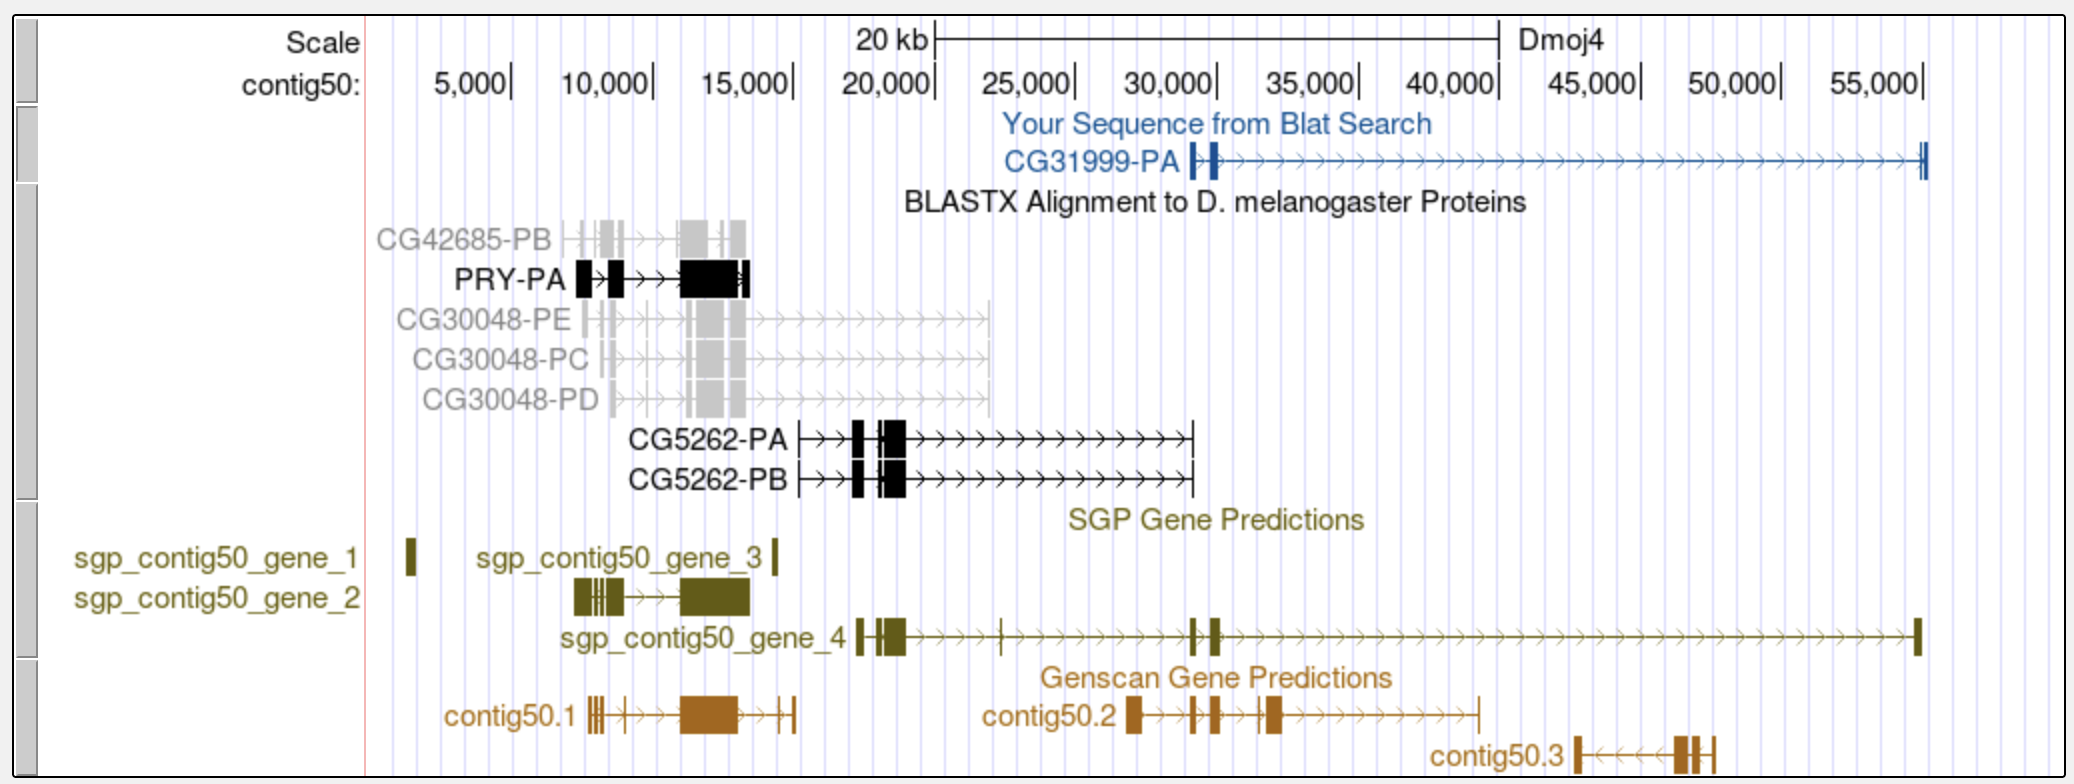 Scale 20 kb Dmoj4
contig50: 5,000 10,000 15,000 20,000 25,000 30,000 35,000 40,000 45,000 50,000 55,000
Your Sequence from Blat Search
CG31999-PA
BLASTX Alignment to D. melanogaster Proteins
CG42685-PB
PRY-PA
CG30048-PE
CG30048-PC
CG30048-PD
CG5262-PA
CG5262-PB
SGP Gene Predictions
sgp_contig50_gene_1 sgp_contig50_gene_3
sgp_contig50_gene_2
sgp_contig50_gene_4
Genscan Gene Predictions
contig50.1 contig50.2
contig50.3